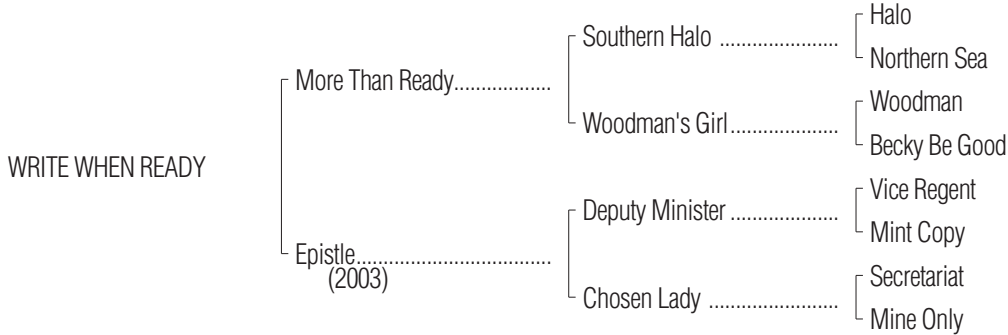 Halo
Southern Halo ......................
Northern Sea
More Than Ready..................
Woodman
Woodman's Girl....................
Becky Be Good
WRITE WHEN READY
Vice Regent
Deputy Minister ....................
Mint Copy
Epistle.....................................
(2003)
Secretariat
Chosen Lady ........................
Mine Only